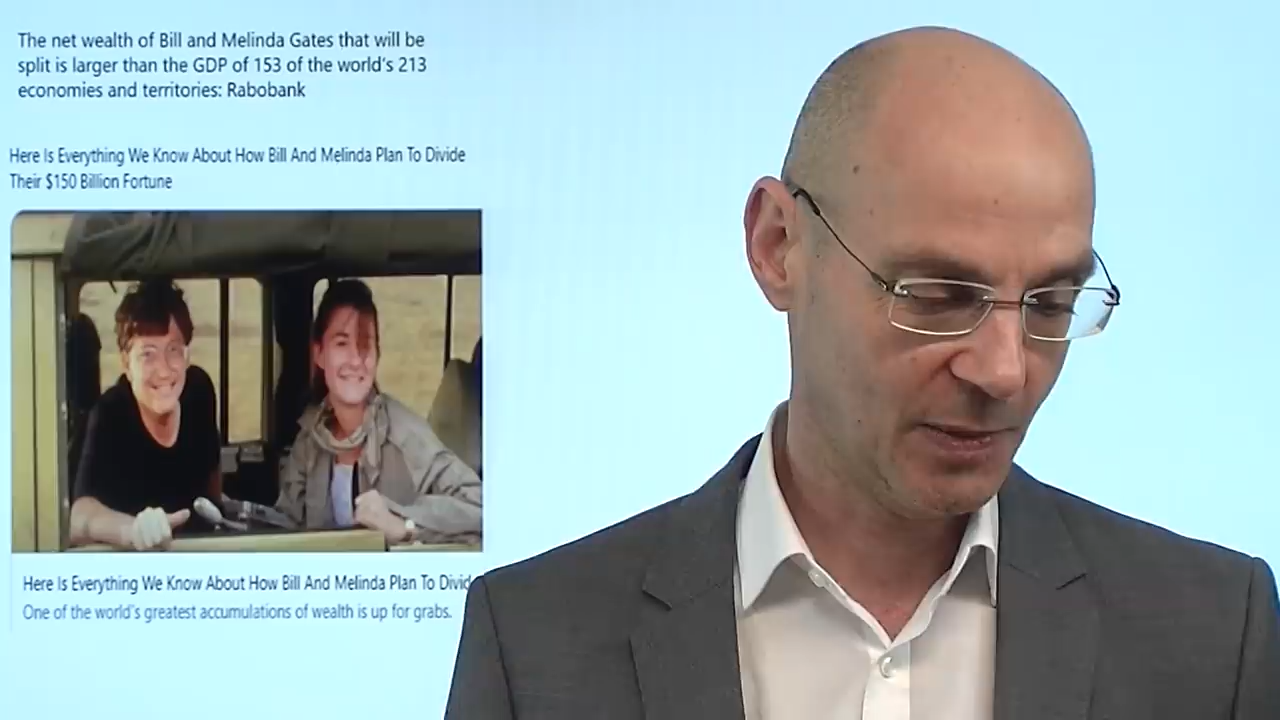 The net wealth of Bill and Melinda Gates that will be
split is larger than the GDP of 153 of the world's 213
economies and territories: Rabobank
Here Is Everything We Know About How Bill And Melinda Plan To Divide
Their $150 Billion Fortune
Here Is Everything We Know About How Bill And Melinda Plan To Divid
One of the world's greatest accumulations of wealth is up for grabs.